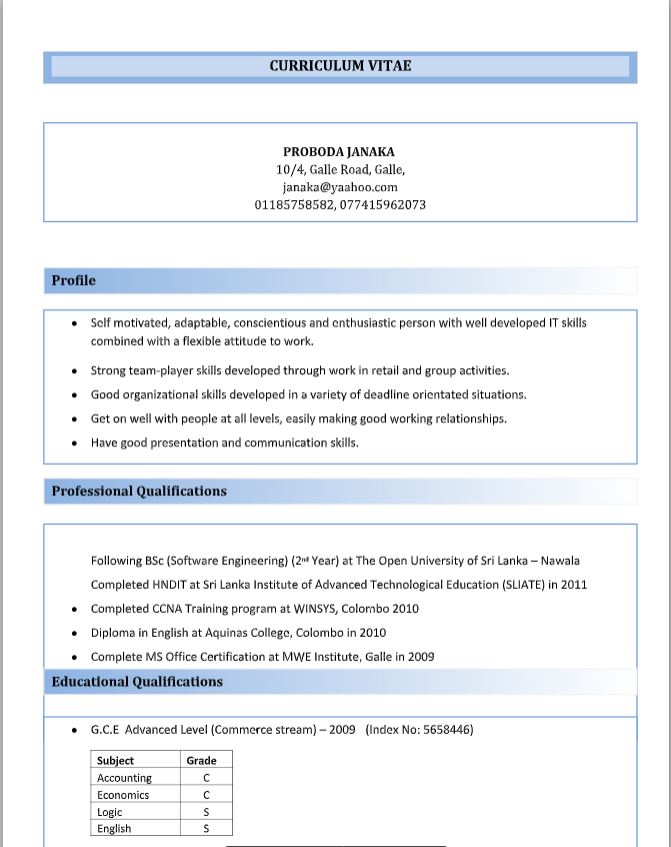 CURRICULUM VITAE
PROBODA JANAKA
10/4, Galle Road, Galle,
janaka@yaahoo.com
01185758582, 077415962073
Profile
• Self motivated, adaptable, conscientious and enthusiastic person with well developed IT skills
combined with a flexible attitude to work.
• Strong team-player skills developed through work in retail and group activities.
• Good organizational skills developed in a variety of deadline orientated situations.
• Get on well with people at all levels, easily making good working relationships.
• Have good presentation and communication skills.
Professional Qualifications
Following BSc (Software Engineering) (2nd Year) at The Open University of Sri Lanka – Nawala
Completed HNDIT at Sri Lanka Institute of Advanced Technological Education (SLIATE) in 2011
• Completed CCNA Training program at WINSYS, Colombo 2010
• Diploma in English at Aquinas College, Colombo in 2010
• Complete MS Office Certification at MWE Institute, Galle in 2009
Educational Qualifications
• G.C.E Advanced Level (Commerce stream) – 2009 (Index No: 5658446)
Subject Grade
Accounting C
Economics C
Logic S
English S